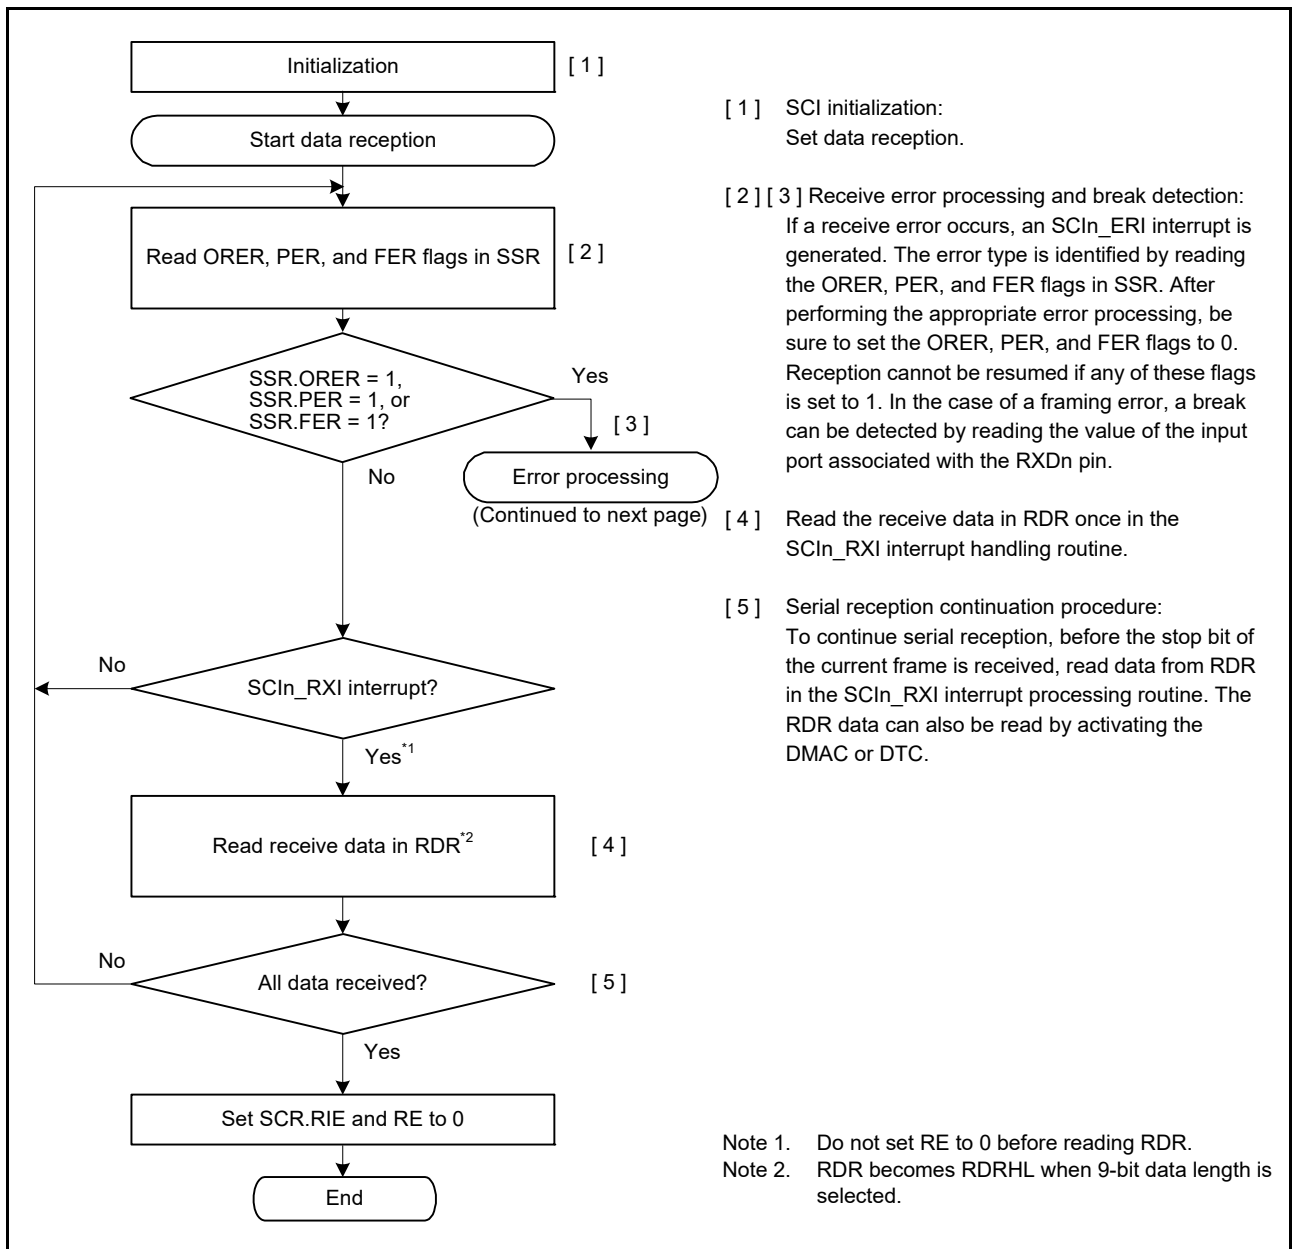 Initialization
[ 1 ]
Start data reception
Read ORER, PER, and FER flags in SSR
[ 2 ]
SSR.ORER = 1,
SSR.PER = 1, or
SSR.FER = 1?
Yes
[ 3 ]
No
Error processing
(Continued to next page)
SCIn_RXI interrupt?
No
Yes*1
Read receive data in RDR*2
[ 4 ]
All data received?
No
[ 5 ]
Yes
Set SCR.RIE and RE to 0
End
[ 1 ] SCI initialization:
Set data reception.
[ 2 ] [ 3 ] Receive error processing and break detection:
If a receive error occurs, an SCIn_ERI interrupt is
generated. The error type is identified by reading
the ORER, PER, and FER flags in SSR. After
performing the appropriate error processing, be
sure to set the ORER, PER, and FER flags to 0.
Reception cannot be resumed if any of these flags
is set to 1. In the case of a framing error, a break
can be detected by reading the value of the input
port associated with the RXDn pin.
[ 4 ] Read the receive data in RDR once in the
SCIn_RXI interrupt handling routine.
[ 5 ] Serial reception continuation procedure:
To continue serial reception, before the stop bit of
the current frame is received, read data from RDR
in the SCIn_RXI interrupt processing routine. The
RDR data can also be read by activating the
DMAC or DTC.
Note 1. Do not set RE to 0 before reading RDR.
Note 2. RDR becomes RDRHL when 9-bit data length is
selected.